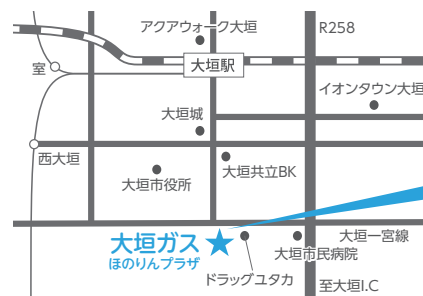 アクアウォーク大垣
R258
室
大垣駅
イオンタウン大垣
大垣城
西大垣
大垣共立BK
大垣市役所
大垣ガス
ほのりんプラザ
大垣一宮線
大垣市民病院
ドラッグユタカ
至大垣I.C